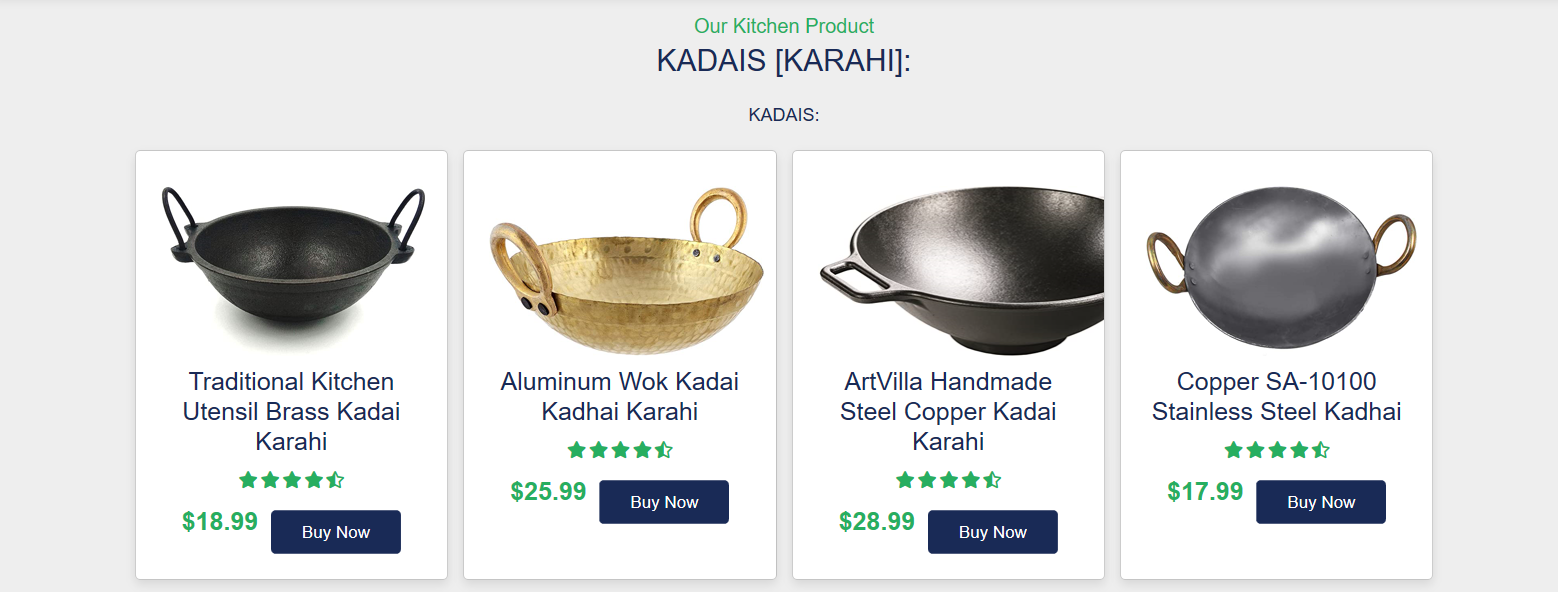 Our Kitchen Product
KADAIS [KARAHI]:
KADAIS:
Traditional Kitchen
Utensil Brass Kadai
Karahi
$18.99
Buy Now
Aluminum Wok Kadai
Kadhai Karahi
$25.99
Buy Now
ArtVilla Handmade
Steel Copper Kadai
Karahi
$28.99
Buy Now
Copper SA-10100
Stainless Steel Kadhai
$17.99
Buy Now